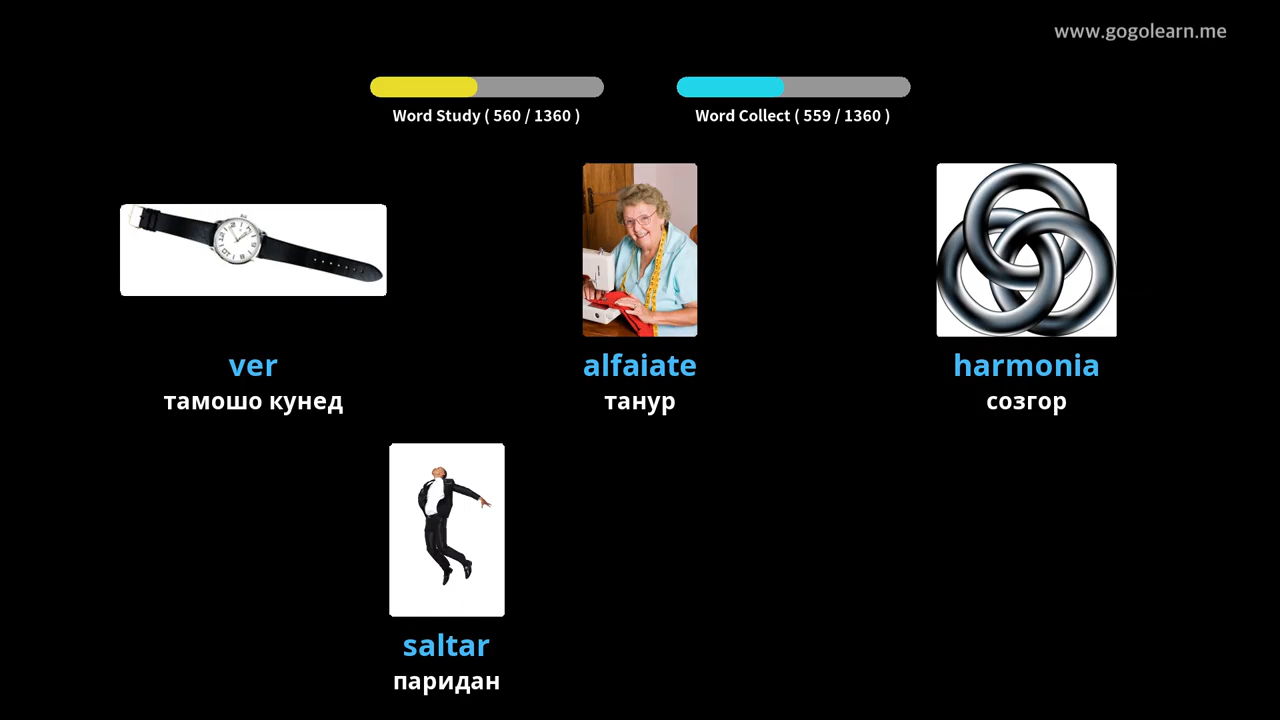 www.gogolearn.me
Word Study ( 560 / 1360 )
Word Collect ( 559 / 1360 )
ver
тамошо кунед
alfaiate
танур
harmonia
созгор
saltar
паридан